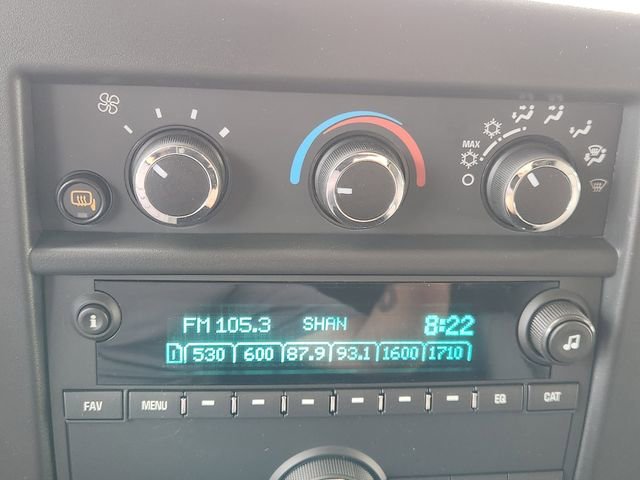 MAX
FM 105.3 SHAN 8:22
1 530 600 87.9 93.1 1600 1710
i
FAV MENU EQ CAT